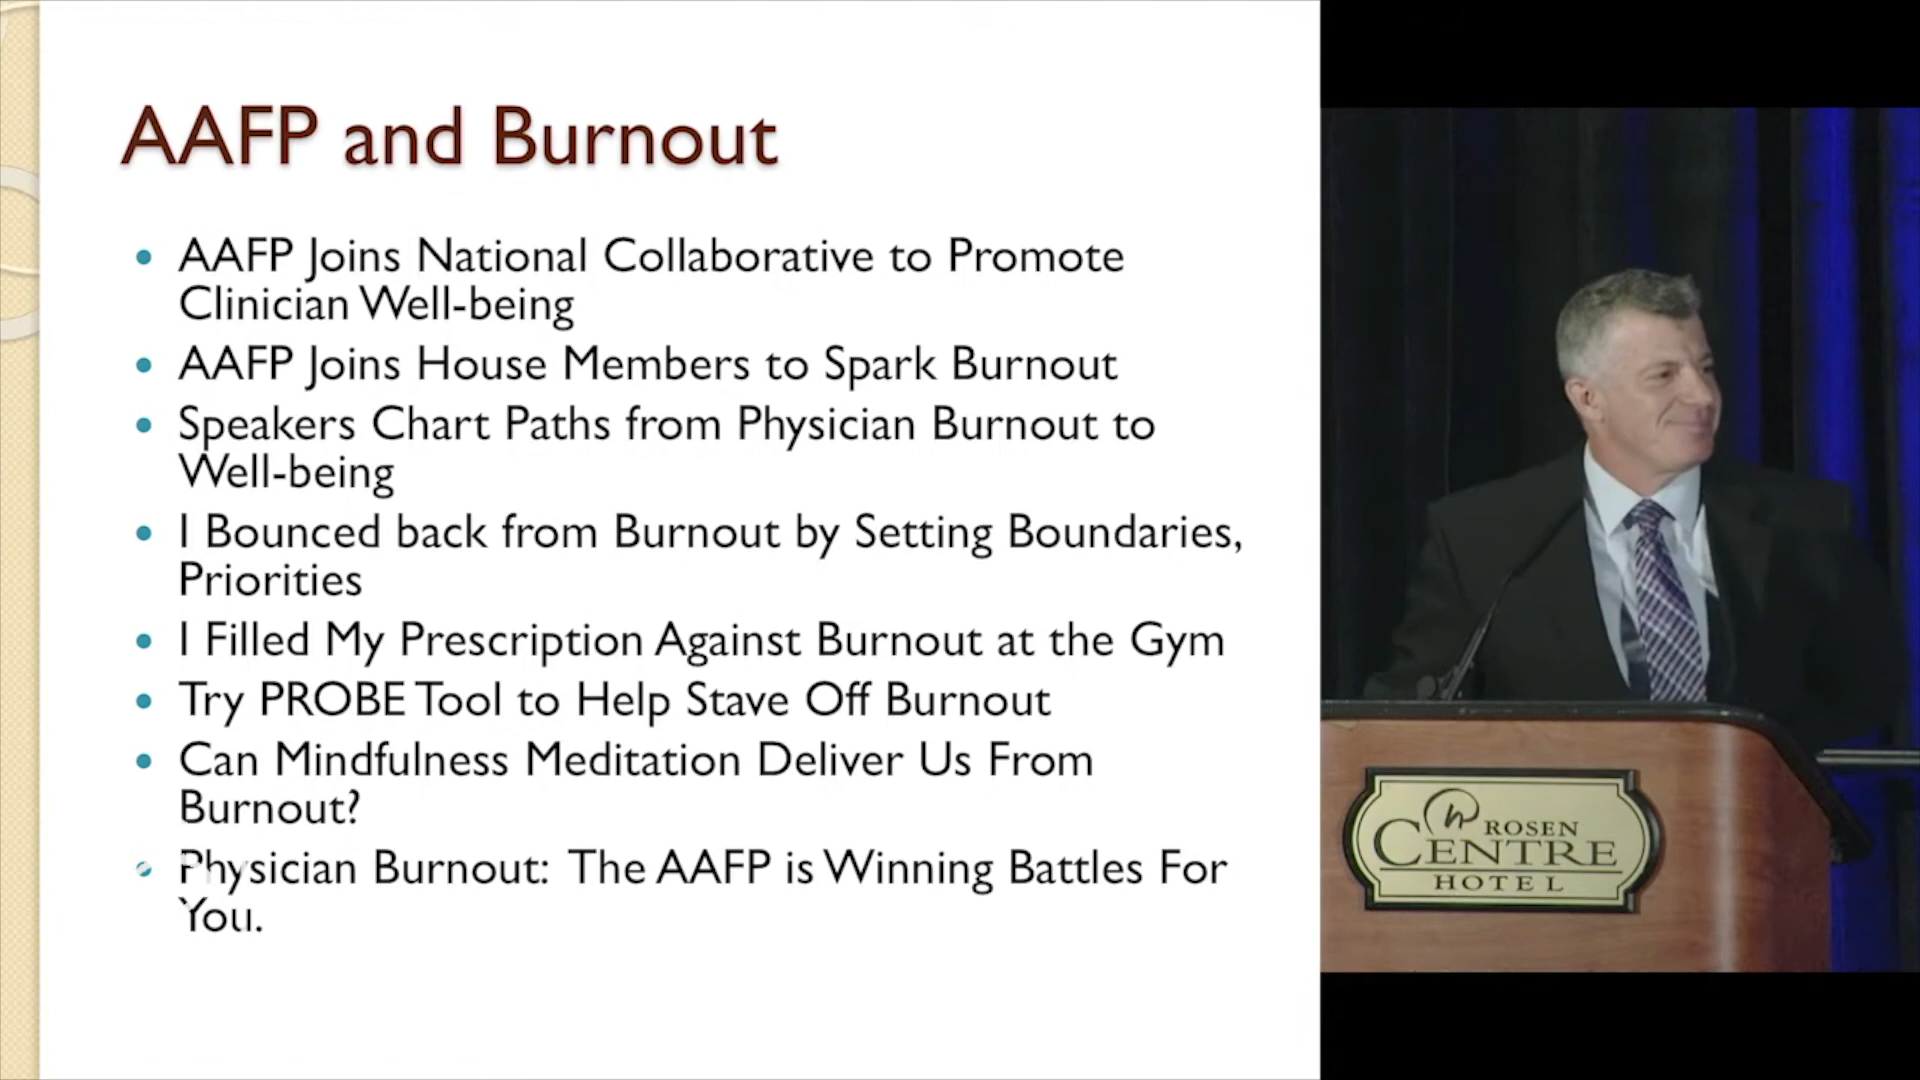 AAFP and Burnout
• AAFP Joins National Collaborative to Promote
Clinician Well-being
• AAFP Joins House Members to Spark Burnout
• Speakers Chart Paths from Physician Burnout to
Well-being
• I Bounced back from Burnout by Setting Boundaries,
Priorities
• I Filled My Prescription Against Burnout at the Gym
• Try PROBE Tool to Help Stave Off Burnout
• Can Mindfulness Meditation Deliver Us From
Burnout?
• Physician Burnout: The AAFP is Winning Battles For
You.
ROSEN
CENTRE
HOTEL